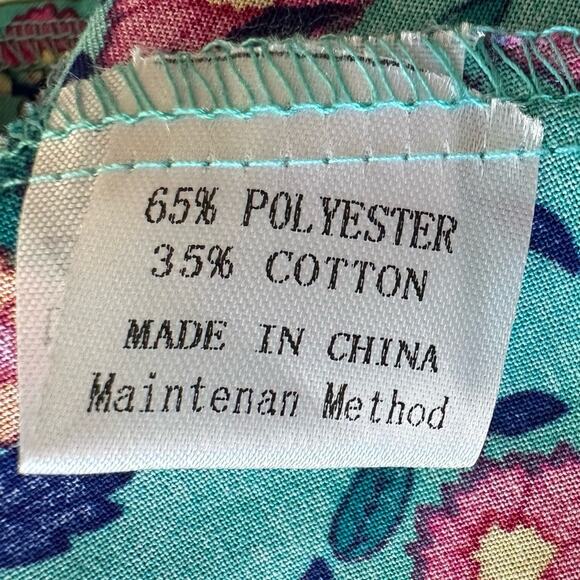 65% POLYESTER
35% COTTON
MADE IN CHINA
Maintenan Method